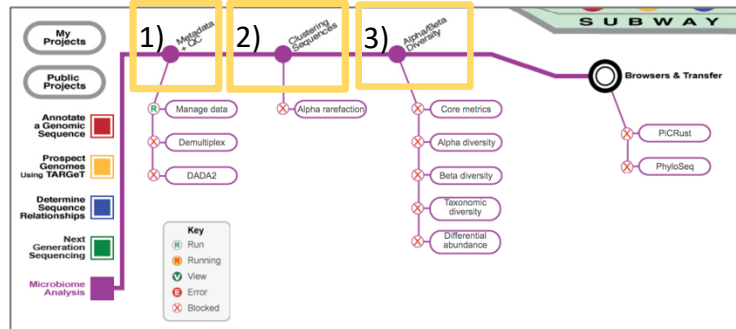 SUBWAY
My
Projects
Public
Projects
1)
Metadata
+ QC
2)
Clustering
Sequences
3)
Alpha/Beta
Diversity
Browsers & Transfer
R Manage data
X Demultiplex
X DADA2
X Alpha rarefaction
X Core metrics
X Alpha diversity
X Beta diversity
X Taxonomic
diversity
X Differential
abundance
X PiCRust
X PhyloSeq
Annotate
a Genomic
Sequence
Prospect
Genomes
Using TARGeT
Determine
Sequence
Relationships
Next
Generation
Sequencing
Microbiome
Analysis
Key
R Run
R Running
V View
E Error
X Blocked